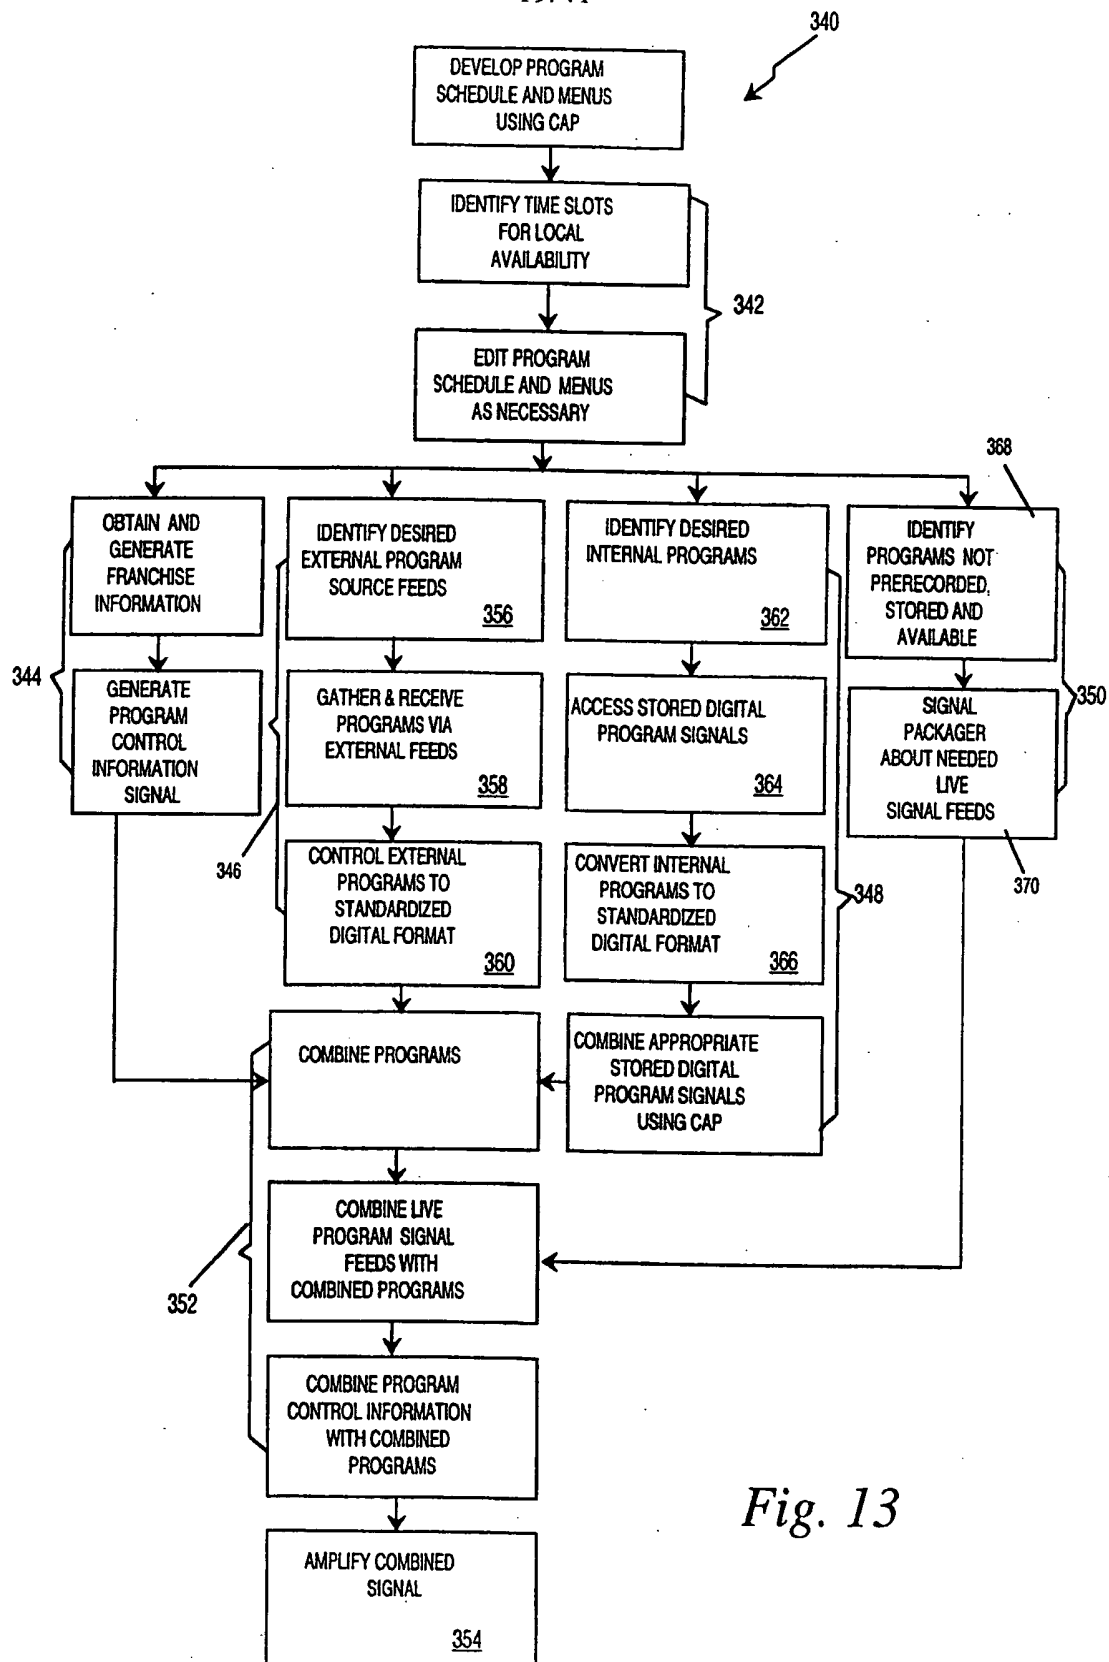 340
DEVELOP PROGRAM
SCHEDULE AND MENUS
USING CAP
IDENTIFY TIME SLOTS
FOR LOCAL
AVAILABILITY
342
EDIT PROGRAM
SCHEDULE AND MENUS
AS NECESSARY
344
OBTAIN AND
GENERATE
FRANCHISE
INFORMATION
GENERATE
PROGRAM
CONTROL
INFORMATION
SIGNAL
346
IDENTIFY DESIRED
EXTERNAL PROGRAM
SOURCE FEEDS
356
GATHER & RECEIVE
PROGRAMS VIA
EXTERNAL FEEDS
358
CONTROL EXTERNAL
PROGRAMS TO
STANDARDIZED
DIGITAL FORMAT
360
IDENTIFY DESIRED
INTERNAL PROGRAMS
362
ACCESS STORED DIGITAL
PROGRAM SIGNALS
364
CONVERT INTERNAL
PROGRAMS TO
STANDARDIZED
DIGITAL FORMAT
366
348
COMBINE APPROPRIATE
STORED DIGITAL
PROGRAM SIGNALS
USING CAP
368
IDENTIFY
PROGRAMS NOT
PRERECORDED,
STORED AND
AVAILABLE
350
SIGNAL
PACKAGER
ABOUT NEEDED
LIVE
SIGNAL FEEDS
370
COMBINE PROGRAMS
352
COMBINE LIVE
PROGRAM SIGNAL
FEEDS WITH
COMBINED PROGRAMS
COMBINE PROGRAM
CONTROL INFORMATION
WITH COMBINED
PROGRAMS
AMPLIFY COMBINED
SIGNAL
354
Fig. 13